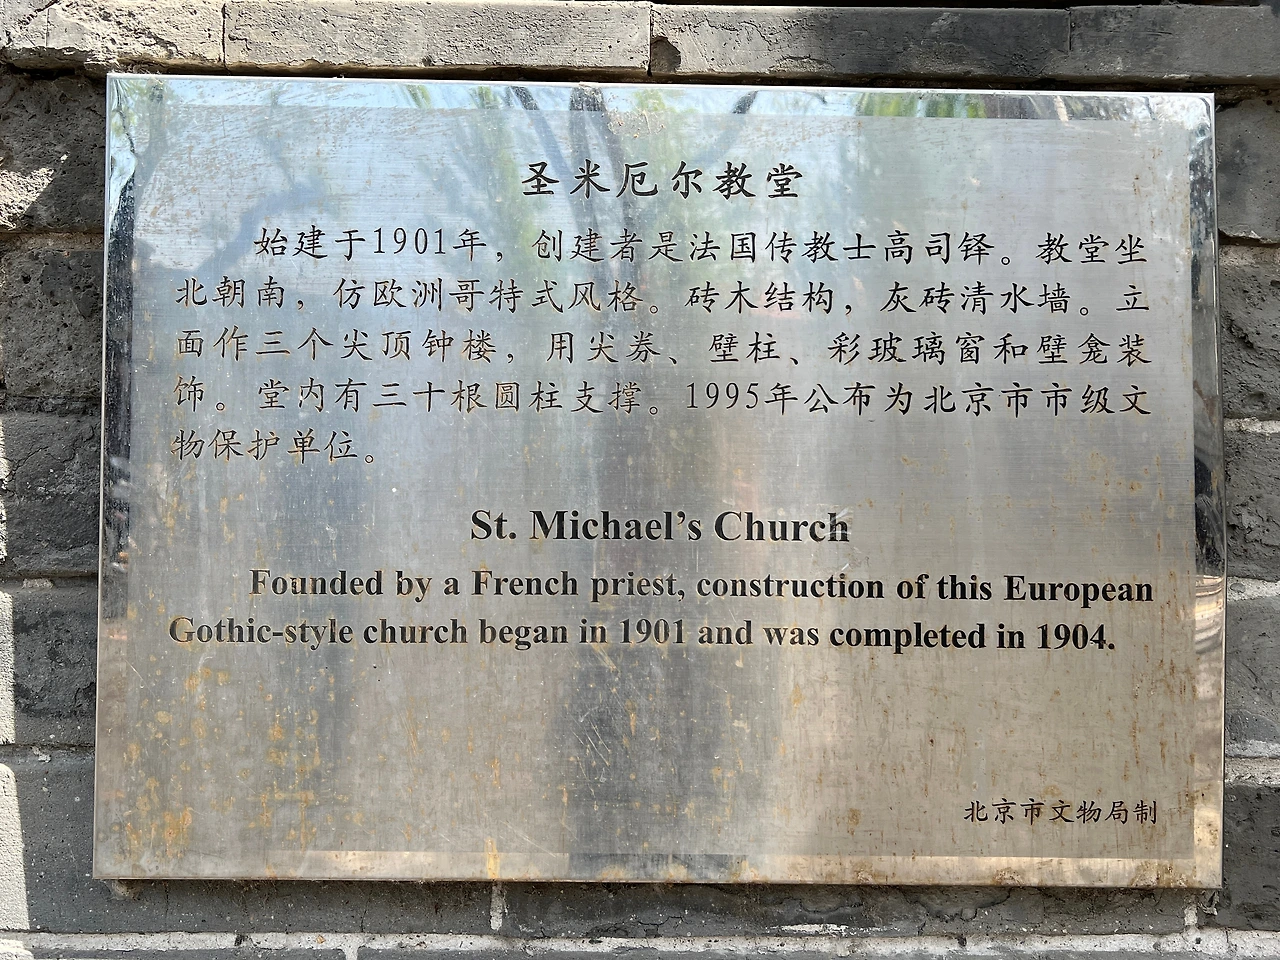 圣米厄尔教堂
始建于1901年，创建者是法国传教士高司铎。教堂坐
北朝南，仿欧洲哥特式风格。砖木结构，灰砖清水墙。立
面作三个尖顶钟楼，用尖券、壁柱、彩玻璃窗和壁龛装
饰。堂内有三十根圆柱支撑。1995年公布为北京市市级文
物保护单位。
St. Michael’s Church
Founded by a French priest, construction of this European
Gothic-style church began in 1901 and was completed in 1904.
北京市文物局制